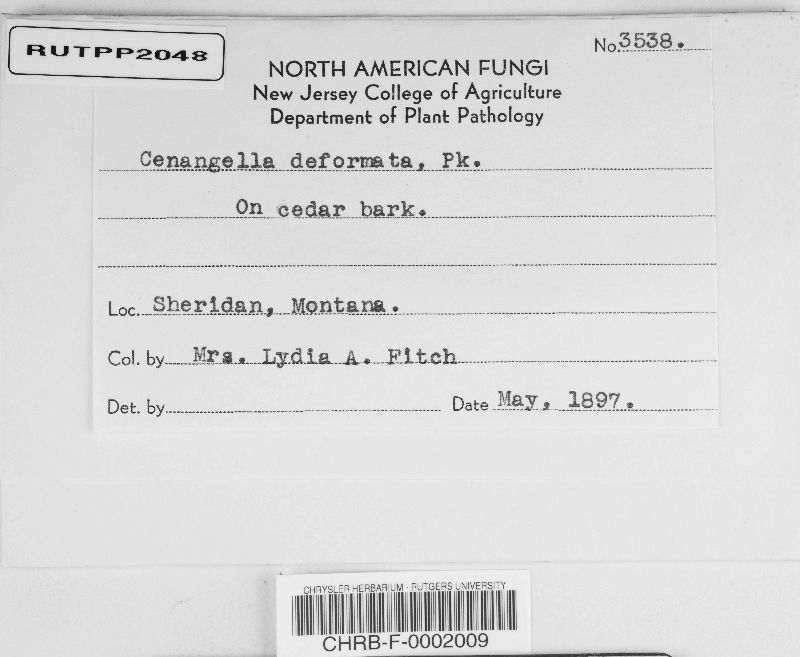 RUTPP2048
No. 3538.
NORTH AMERICAN FUNGI
New Jersey College of Agriculture
Department of Plant Pathology
Cenangella deformata, Pk.
On cedar bark.
Loc. Sheridan, Montana.
Col. by Mrs. Lydia A. Fitch
Det. by
Date May, 1897.
CHRYSLER HERBARIUM - RUTGERS UNIVERSITY
CHRB-F-0002009